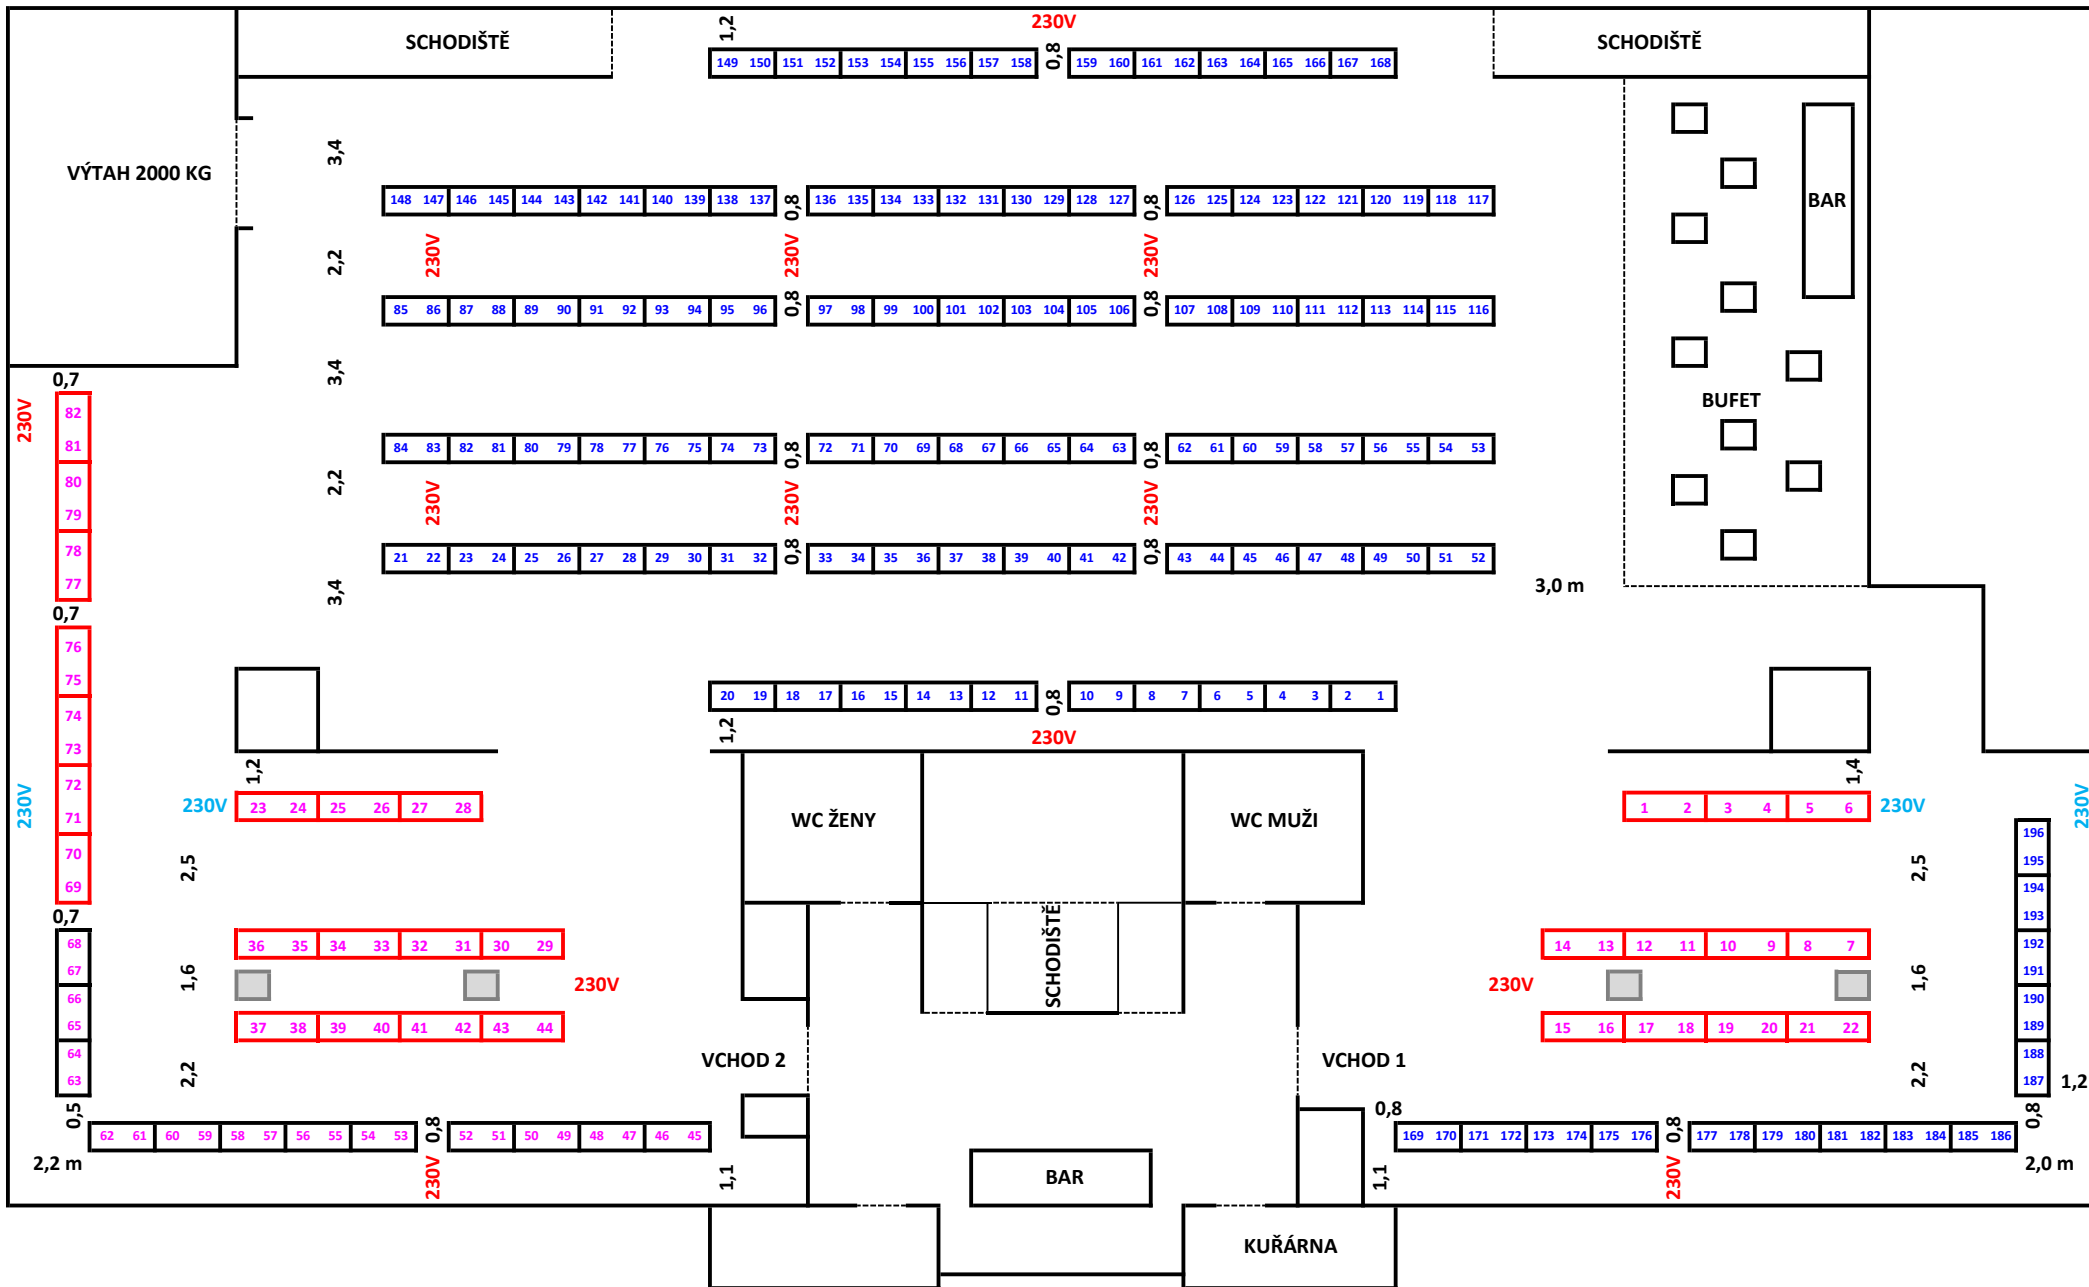 230V
1,2
SCHODIŠTĚ
SCHODIŠTĚ
149 150 151 152 153 154 155 156 157 158 0,8 159 160 161 162 163 164 165 166 167 168
3,4
VÝTAH 2000 KG
148 147 146 145 144 143 142 141 140 139 138 137 0,8 136 135 134 133 132 131 130 129 128 127 0,8 126 125 124 123 122 121 120 119 118 117
BAR
2,2 230V 230V 230V
85 86 87 88 89 90 91 92 93 94 95 96 0,8 97 98 99 100 101 102 103 104 105 106 0,8 107 108 109 110 111 112 113 114 115 116
3,4
0,7
BUFET
230V
82
81
84 83 82 81 80 79 78 77 76 75 74 73 0,8 72 71 70 69 68 67 66 65 64 63 0,8 62 61 60 59 58 57 56 55 54 53
80
79
2,2 230V 230V 230V
78
77
21 22 23 24 25 26 27 28 29 30 31 32 0,8 33 34 35 36 37 38 39 40 41 42 0,8 43 44 45 46 47 48 49 50 51 52
3,4
3,0 m
0,7
76
75
20 19 18 17 16 15 14 13 12 11 0,8 10 9 8 7 6 5 4 3 2 1
74
73
1,2
230V
1,2
1,4
72
71
230V
230V 23 24 25 26 27 28
1 2 3 4 5 6 230V
230V
WC ŽENY
WC MUŽI
70
69
2,5
2,5
196
195
194
193
192
191
190
189
188
187
0,7
68
67
66
65
64
63
36 35 34 33 32 31 30 29
14 13 12 11 10 9 8 7
SCHODIŠTĚ
1,6
230V
230V
1,6
37 38 39 40 41 42 43 44
15 16 17 18 19 20 21 22
VCHOD 2
VCHOD 1
2,2
2,2
1,2
0,5
0,8
0,8
62 61 60 59 58 57 56 55 54 53 0,8 52 51 50 49 48 47 46 45
169 170 171 172 173 174 175 176 0,8 177 178 179 180 181 182 183 184 185 186
2,2 m
230V
1,1
BAR
1,1
230V
2,0 m
KUŘÁRNA